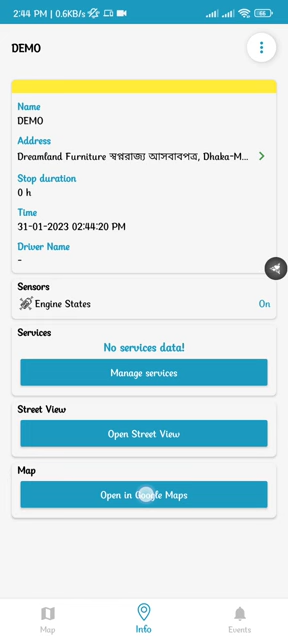 2:44 PM | 0.6KB/s
66
DEMO
Name
DEMO
Address
Dreamland Furniture স্বপ্নরাজ্য আসবাবপত্র, Dhaka-M...
Stop duration
0 h
Time
31-01-2023 02:44:20 PM
Driver Name
-
Sensors
Engine States
On
Services
No services data!
Manage services
Street View
Open Street View
Map
Open in Google Maps
Map
Info
Events